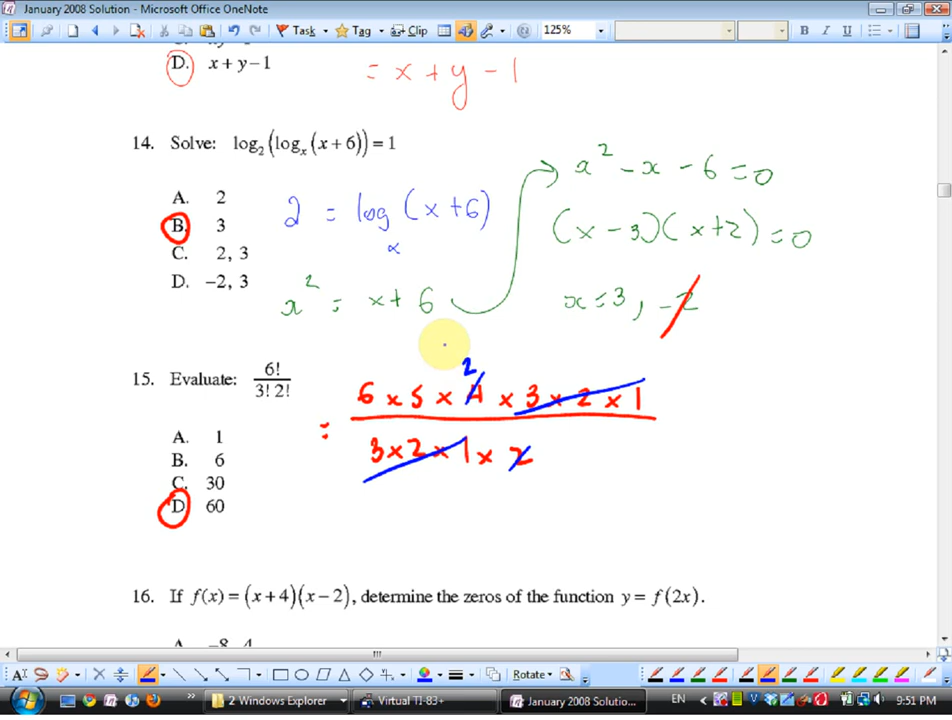 January 2008 Solution - Microsoft Office OneNote
Task Tag Clip 125% B I U
D. x + y − 1
= x + y - 1
14. Solve: log₂(logₓ(x + 6)) = 1
A. 2
B. 3
C. 2, 3
D. −2, 3
2 = logₓ(x + 6)
x² = x + 6
x² - x - 6 = 0
(x - 3)(x + 2) = 0
x = 3, -2
15. Evaluate: 6! / 3! 2!
A. 1
B. 6
C. 30
D. 60
2
= 6 x 5 x 4 x 3 x 2 x 1
3 x 2 x 1 x 2
16. If f(x) = (x + 4)(x − 2), determine the zeros of the function y = f(2x).
A. −8, 4
Rotate
2 Windows Explorer Virtual TI-83+ January 2008 Solutio... EN 9:51 PM